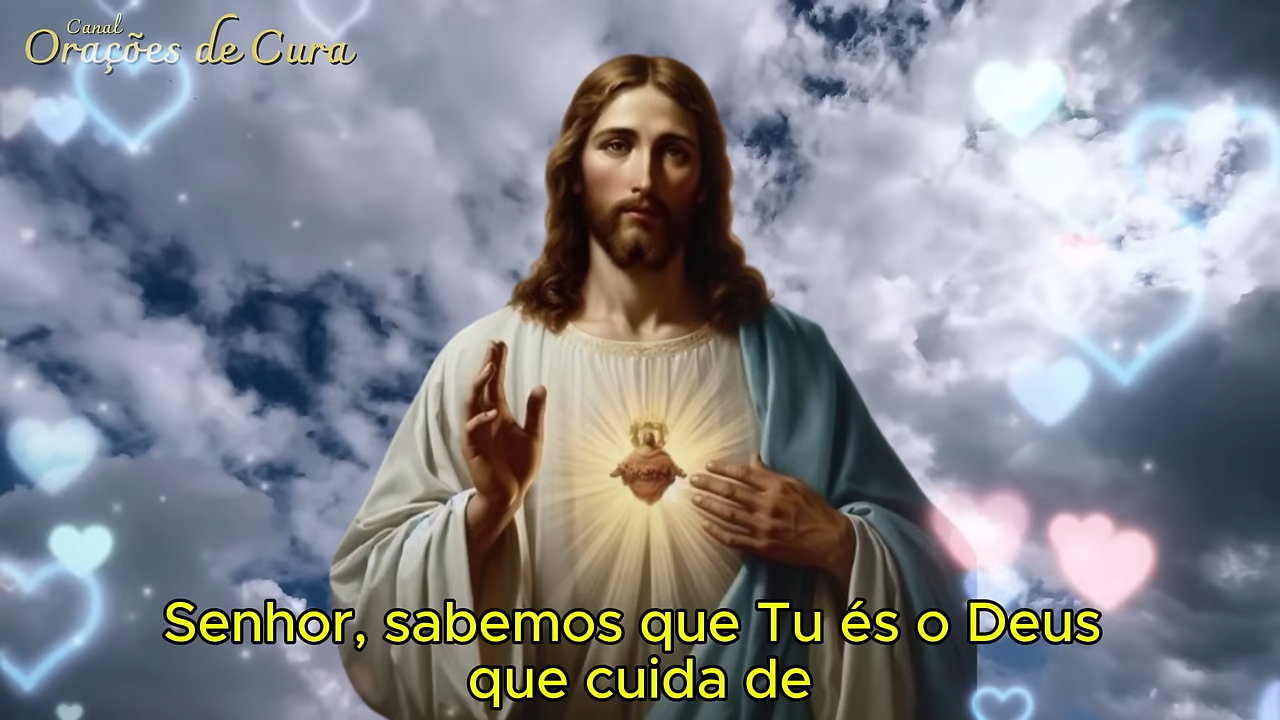 Canal
Orações de Cura
Senhor, sabemos que Tu és o Deus
que cuida de